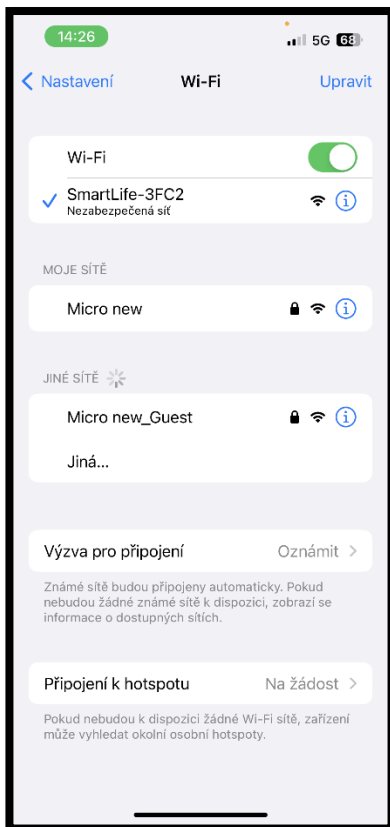 14:26
5G 68
Nastavení
Wi-Fi
Upravit
Wi-Fi
SmartLife-3FC2
Nezabezpečená síť
MOJE SÍTĚ
Micro new
JINÉ SÍTĚ
Micro new_Guest
Jiná...
Výzva pro připojení
Oznámit
Známé sítě budou připojeny automaticky. Pokud
nebudou žádné známé sítě k dispozici, zobrazí se
informace o dostupných sítích.
Připojení k hotspotu
Na žádost
Pokud nebudou k dispozici žádné Wi-Fi sítě, zařízení
může vyhledat okolní osobní hotspoty.